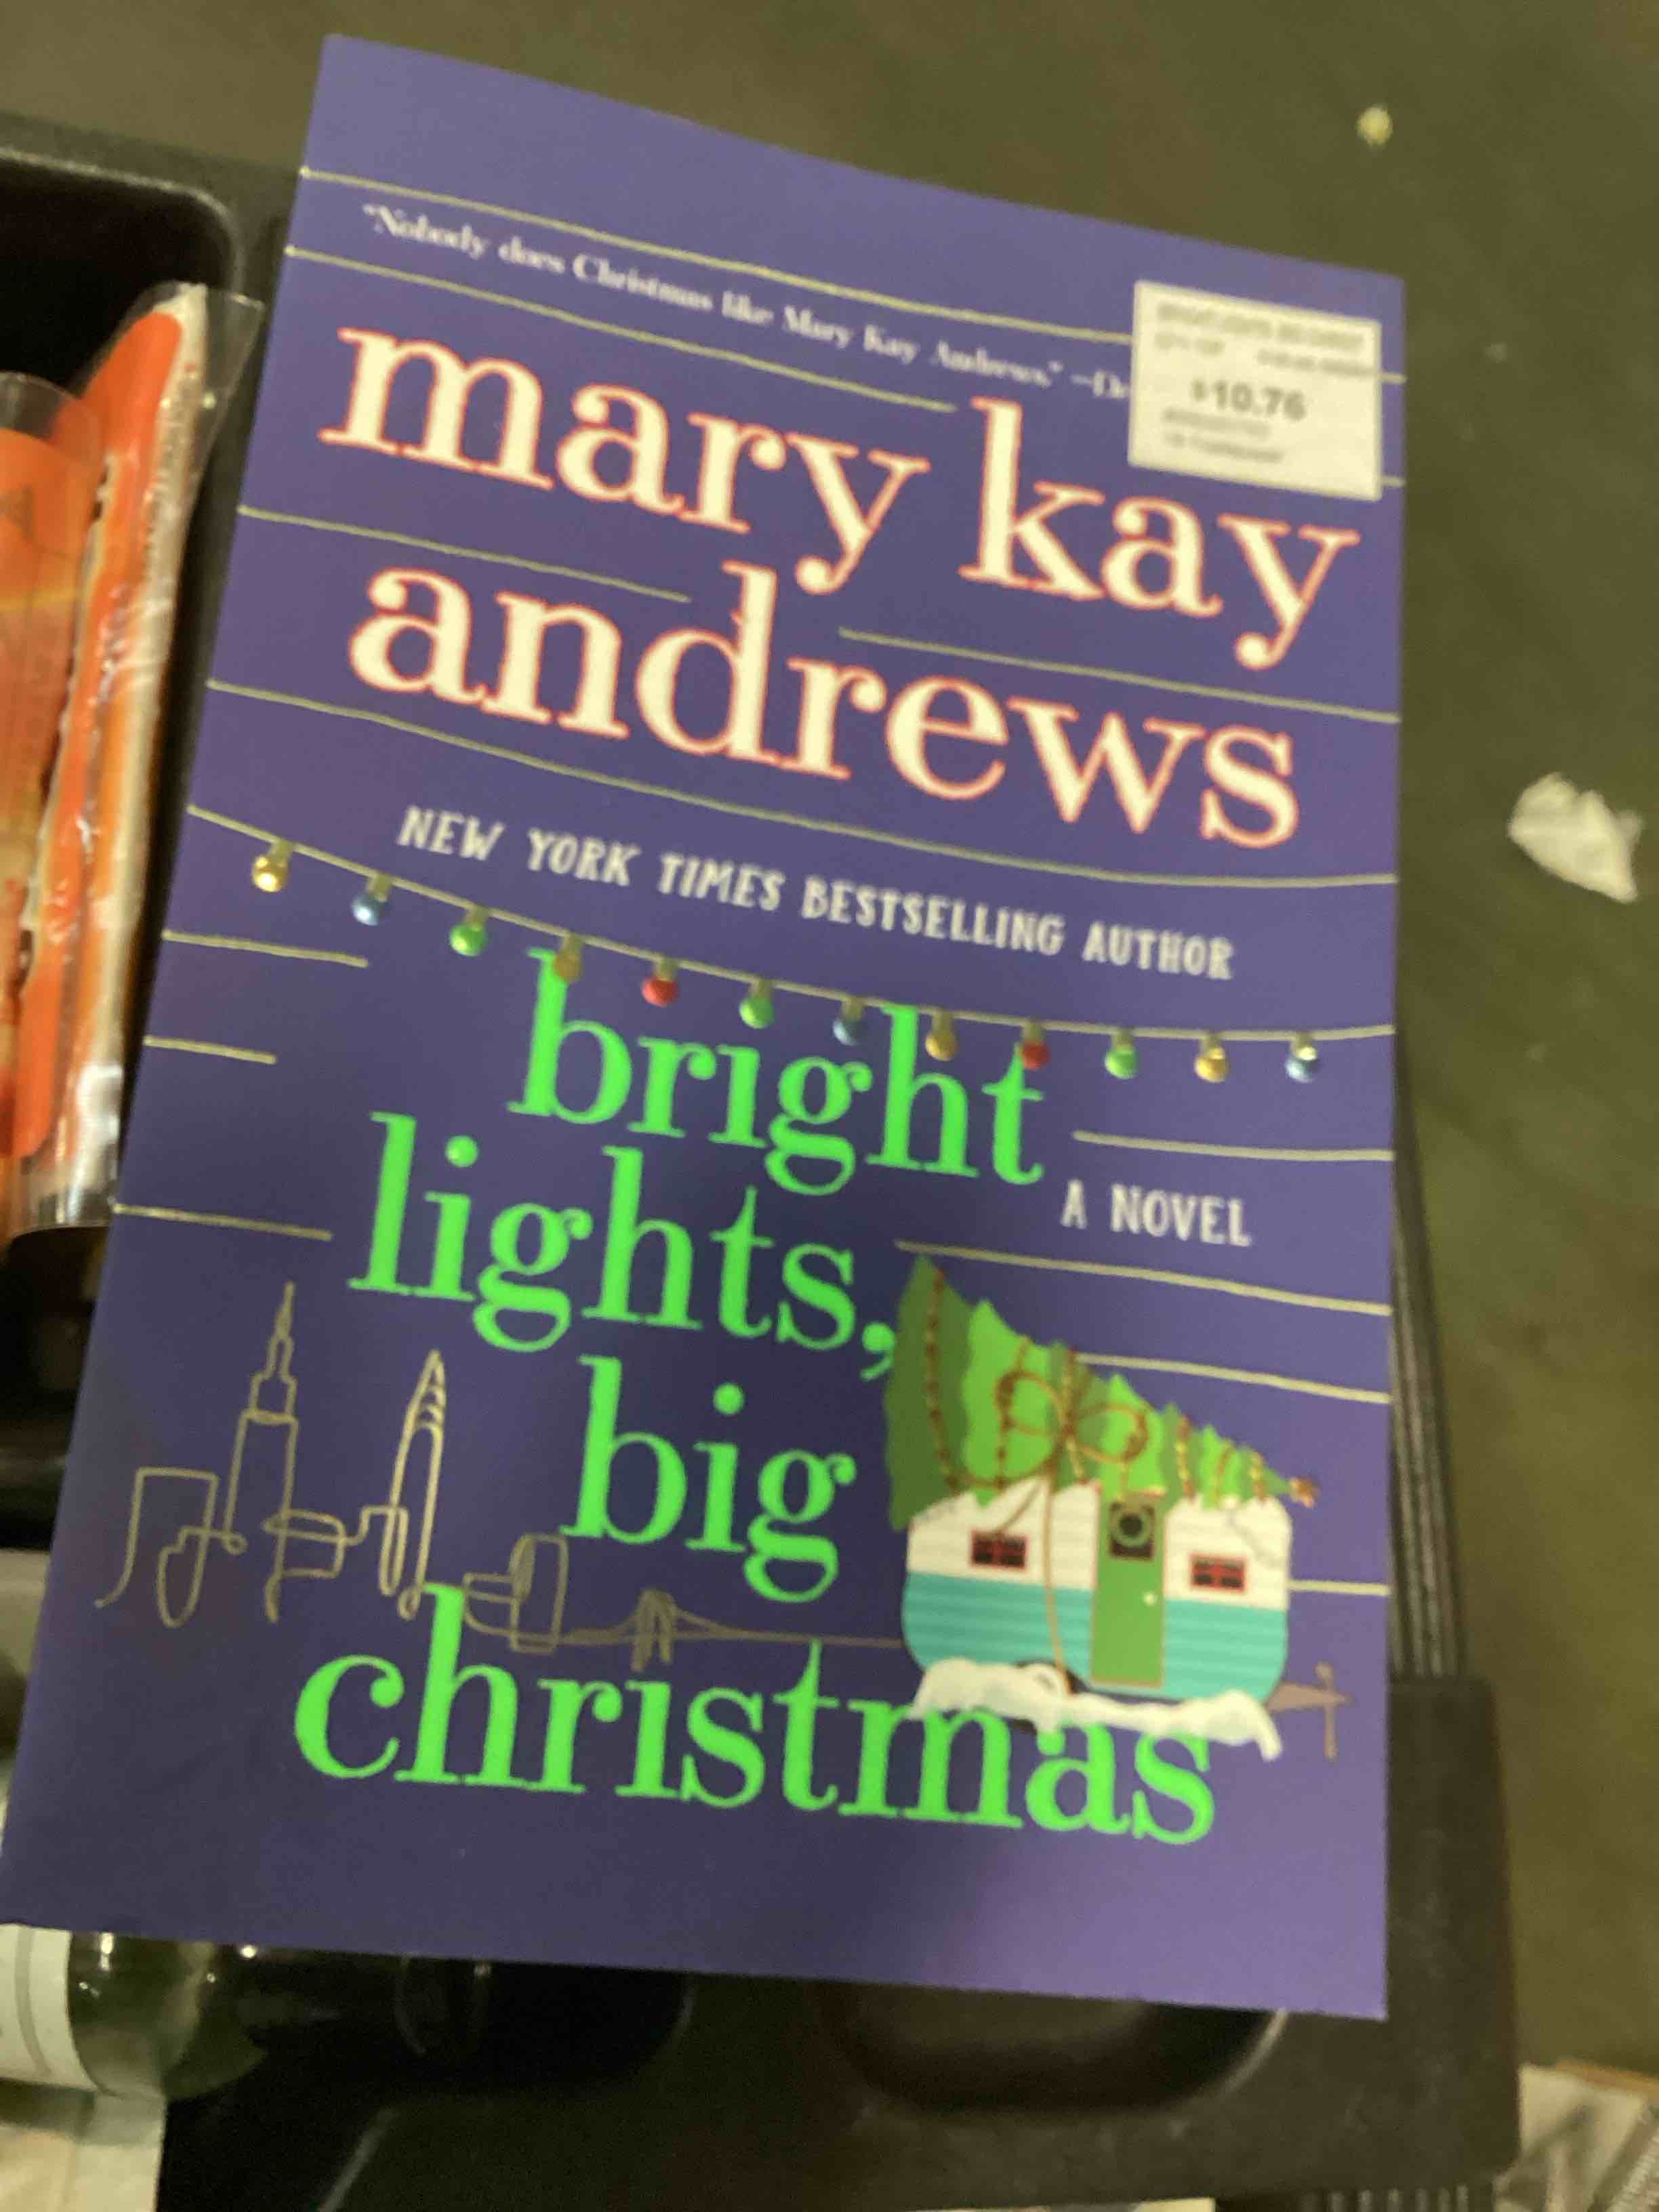 "Nobody does Christmas like Mary Kay Andrews." —Do
$10.76
mary kay
andrews
NEW YORK TIMES BESTSELLING AUTHOR
bright
lights,
A NOVEL
big
christmas